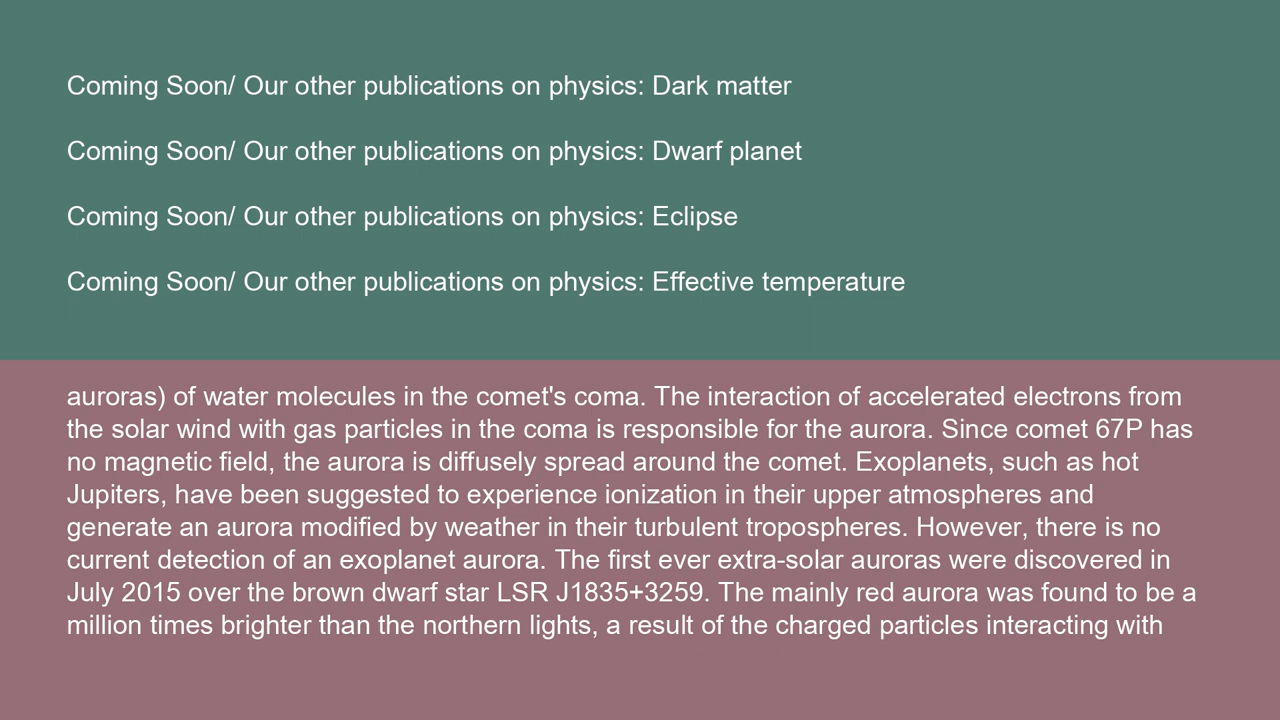 Coming Soon/ Our other publications on physics: Dark matter
Coming Soon/ Our other publications on physics: Dwarf planet
Coming Soon/ Our other publications on physics: Eclipse
Coming Soon/ Our other publications on physics: Effective temperature
auroras) of water molecules in the comet's coma. The interaction of accelerated electrons from
the solar wind with gas particles in the coma is responsible for the aurora. Since comet 67P has
no magnetic field, the aurora is diffusely spread around the comet. Exoplanets, such as hot
Jupiters, have been suggested to experience ionization in their upper atmospheres and
generate an aurora modified by weather in their turbulent tropospheres. However, there is no
current detection of an exoplanet aurora. The first ever extra-solar auroras were discovered in
July 2015 over the brown dwarf star LSR J1835+3259. The mainly red aurora was found to be a
million times brighter than the northern lights, a result of the charged particles interacting with